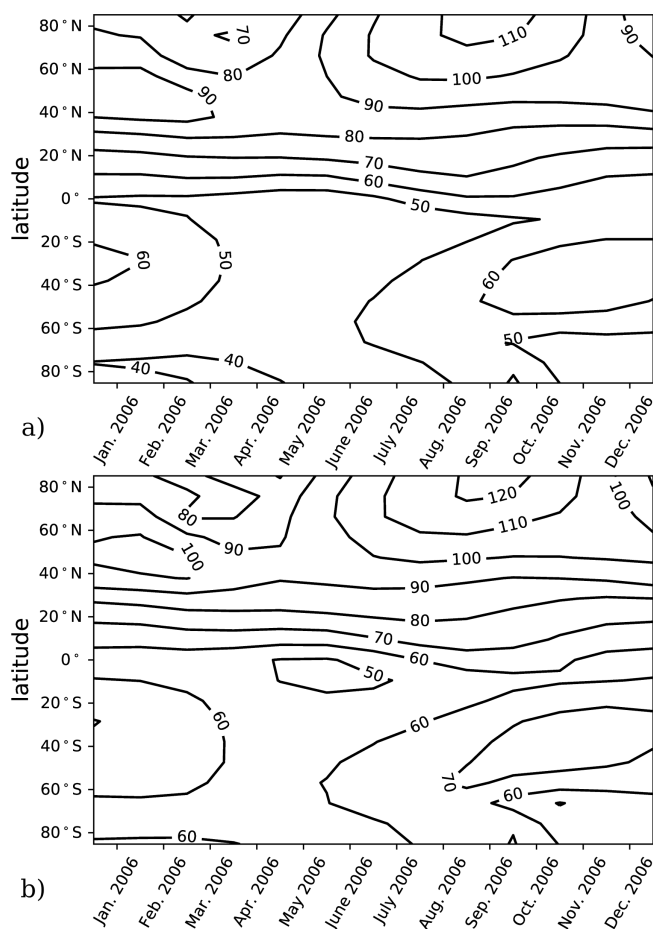 80°N
60°N
40°N
20°N
0°
20°S
40°S
60°S
80°S
latitude
70
80
90
110
100
90
90
80
70
60
50
60
50
60
50
40
40
Jan. 2006
Feb. 2006
Mar. 2006
Apr. 2006
May 2006
June 2006
July 2006
Aug. 2006
Sep. 2006
Oct. 2006
Nov. 2006
Dec. 2006
a)
80°N
60°N
40°N
20°N
0°
20°S
40°S
60°S
80°S
latitude
80
90
100
120
110
100
100
90
80
70
60
50
60
60
70
60
60
Jan. 2006
Feb. 2006
Mar. 2006
Apr. 2006
May 2006
June 2006
July 2006
Aug. 2006
Sep. 2006
Oct. 2006
Nov. 2006
Dec. 2006
b)